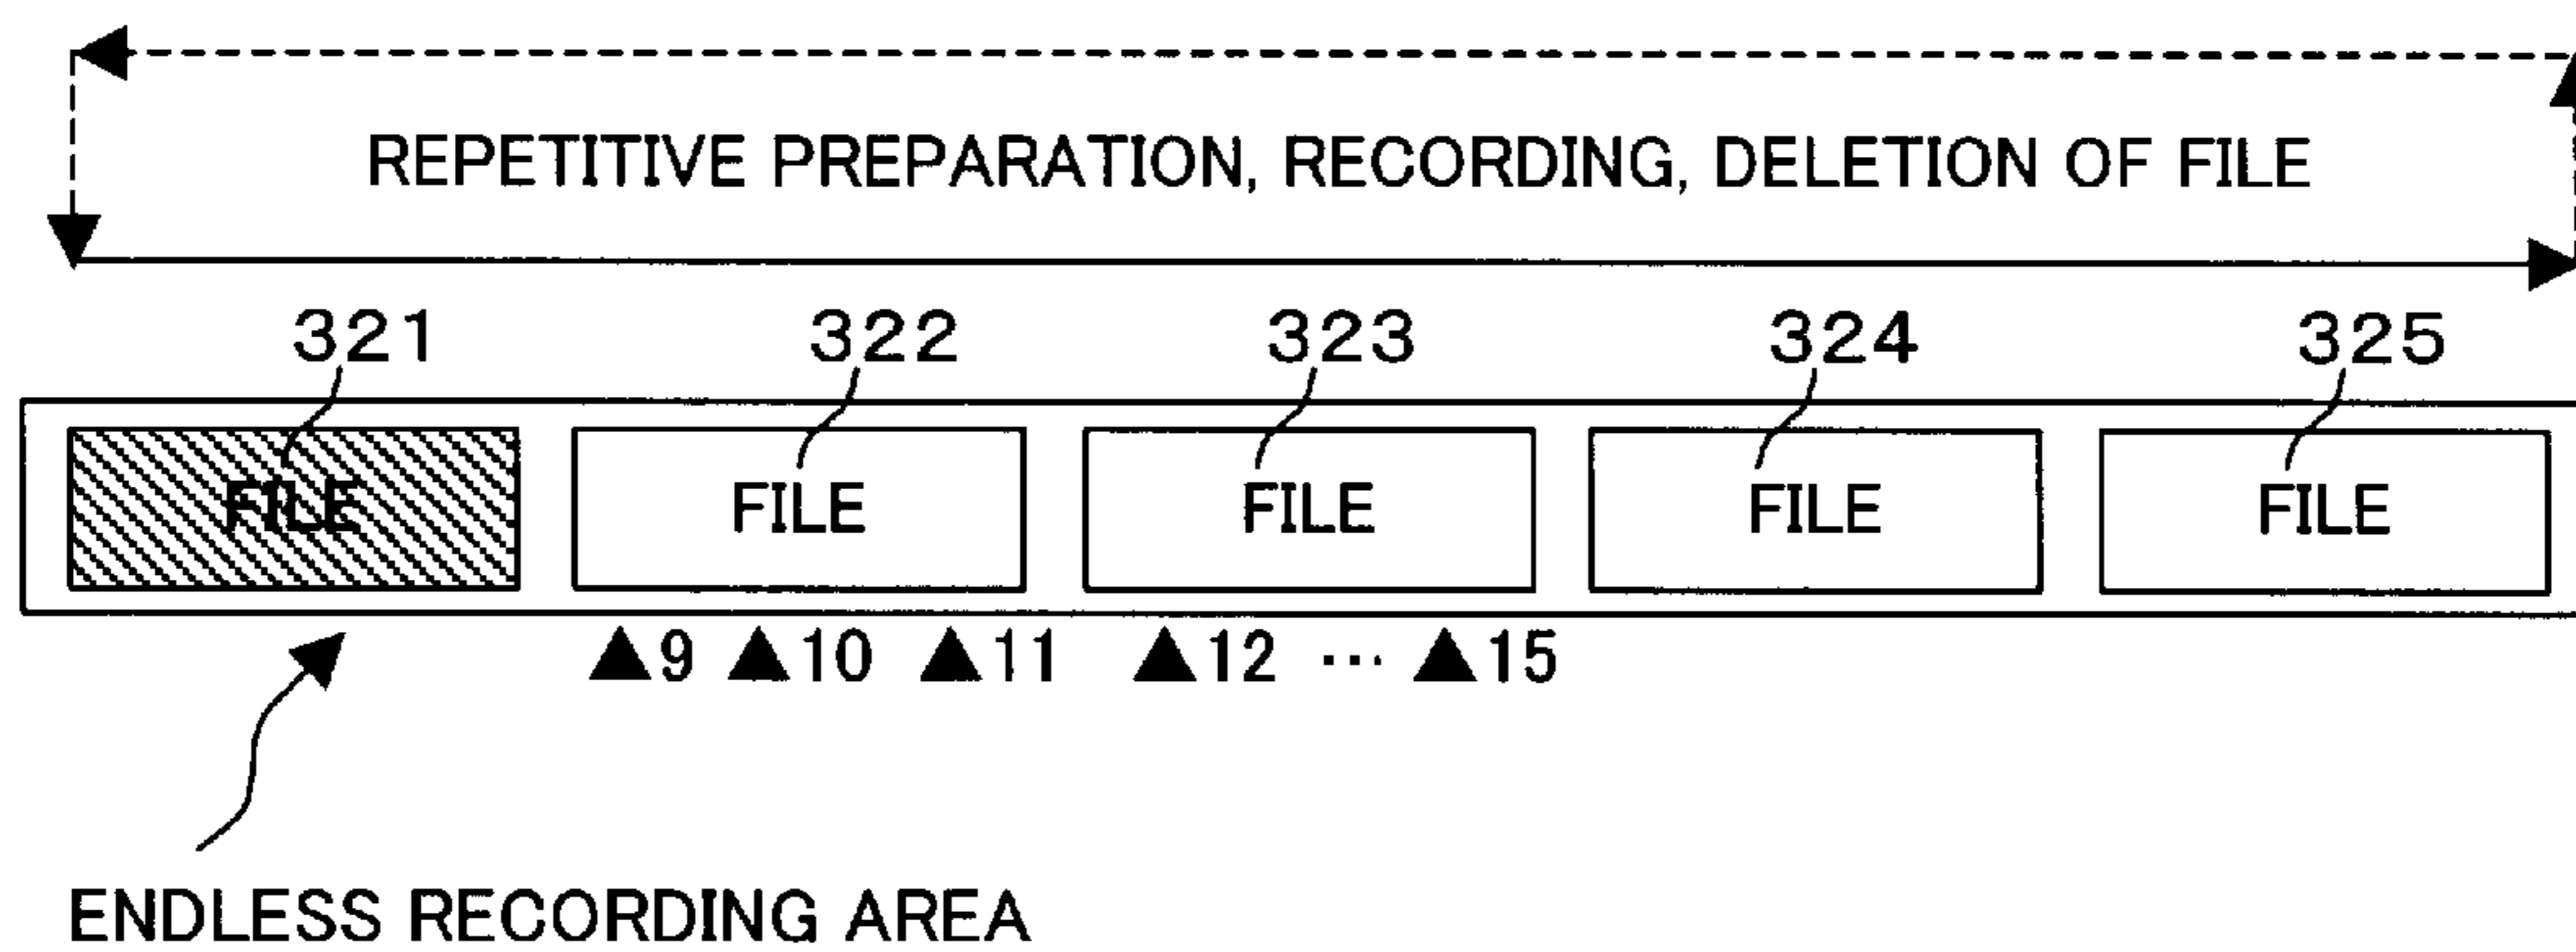 REPETITIVE PREPARATION, RECORDING, DELETION OF FILE
321 322 323 324 325
FILE FILE FILE FILE FILE
▲9 ▲10 ▲11 ▲12 ··· ▲15
ENDLESS RECORDING AREA